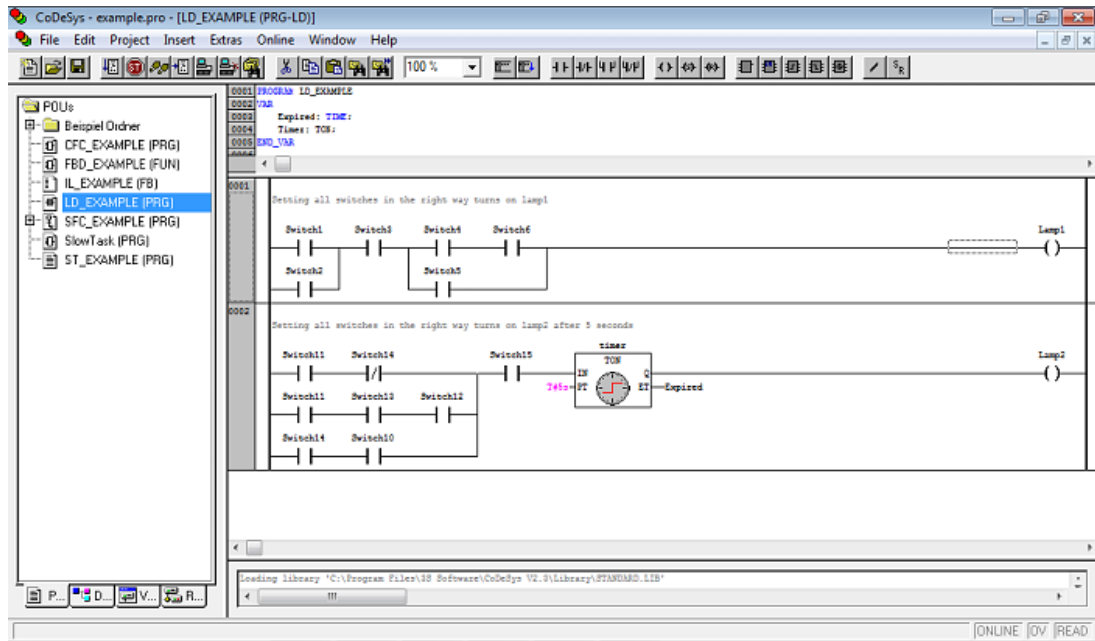 CoDeSys - example.pro - [LD_EXAMPLE (PRG-LD)]
File Edit Project Insert Extras Online Window Help
100 %
POUs
Beispiel Ordner
CFC_EXAMPLE (PRG)
FBD_EXAMPLE (FUN)
IL_EXAMPLE (FB)
LD_EXAMPLE (PRG)
SFC_EXAMPLE (PRG)
SlowTask (PRG)
ST_EXAMPLE (PRG)
P... D... V... R...
0001 PROGRAM LD_EXAMPLE
0002 VAR
0003 Expired: TIME;
0004 Timer: TON;
0005 END_VAR
0001
Setting all switches in the right way turns on lamp1
Switch1 Switch3 Switch4 Switch6 Lamp1
Switch2 Switch5
0002
Setting all switches in the right way turns on lamp2 after 5 seconds
timer
Switch11 Switch14 Switch15 TON Lamp2
IN Q
T#5s PT ET Expired
Switch11 Switch13 Switch12
Switch14 Switch10
Loading library 'C:\Program Files\3S Software\CoDeSys V2.3\Library\STANDARD.LIB'
ONLINE OV READ